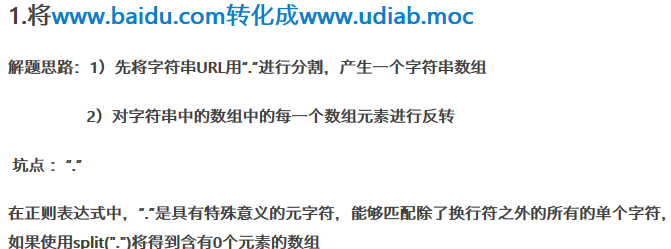 1.将www.baidu.com转化成www.udiab.moc
解题思路：1）先将字符串URL用“.”进行分割，产生一个字符串数组
2）对字符串中的数组中的每一个数组元素进行反转
坑点 ：“.”
在正则表达式中，“.”是具有特殊意义的元字符，能够匹配除了换行符之外的所有的单个字符，
如果使用split(".")将得到含有0个元素的数组